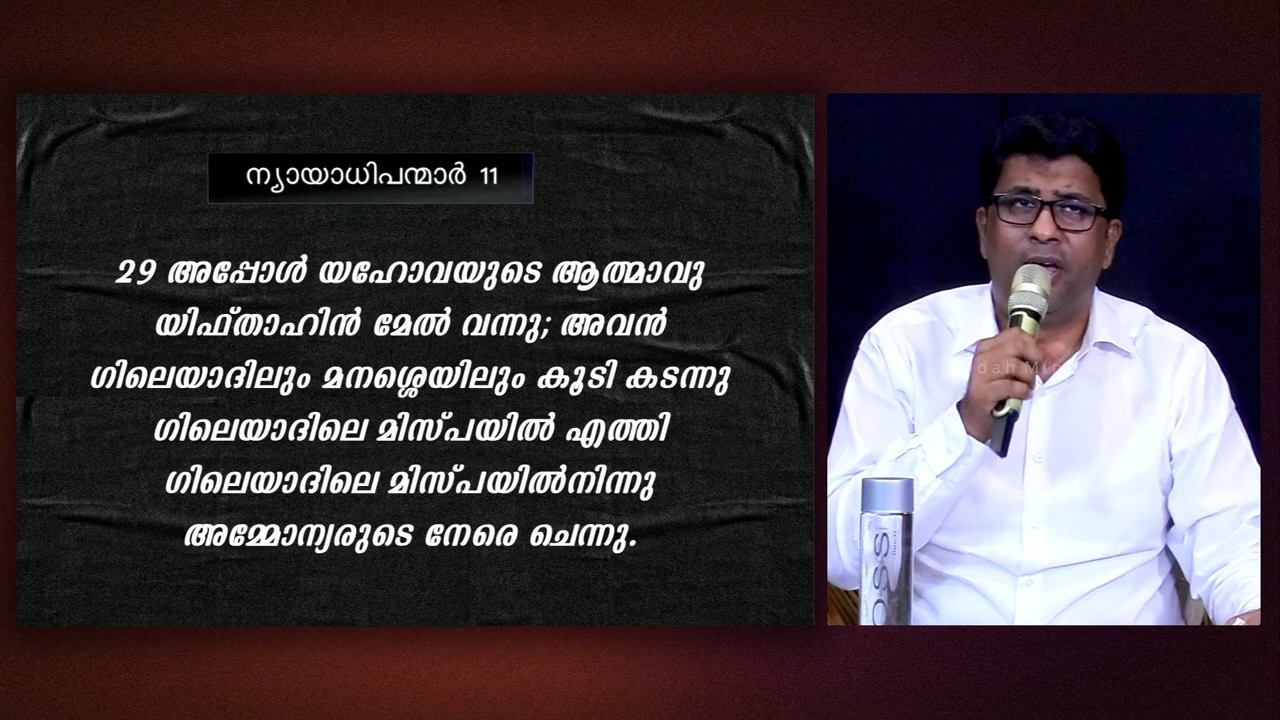 ന്യായാധിപന്മാർ 11
29 അപ്പോൾ യഹോവയുടെ ആത്മാവു
യിഫ്താഹിൻ മേൽ വന്നു; അവൻ
ഗിലെയാദിലും മനശ്ശെയിലും കൂടി കടന്നു
ഗിലെയാദിലെ മിസ്പയിൽ എത്തി
ഗിലെയാദിലെ മിസ്പയിൽനിന്നു
അമ്മോന്യരുടെ നേരെ ചെന്നു.